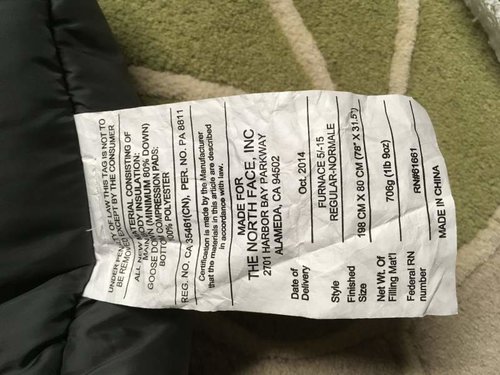 UNDER OF LAW THIS TAG IS NOT TO
BE REMOVED EXCEPT BY THE CONSUMER
ALL NEW MATERIAL CONSISTING OF
MAIN BODY INSULATION:
GOOSE DOWN (MINIMUM 80% DOWN)
BOTTOM COMPRESSION PADS:
100% POLYESTER
REG. NO. CA 35461(CN), PER. NO. PA 8811
Certification is made by the Manufacturer
that the materials in this article are described
in accordance with law.
MADE FOR
THE NORTH FACE, INC
2701 HARBOR BAY PARKWAY
ALAMEDA, CA 94502
Date of Delivery Oct. 2014
Style FURNACE 5/-15 REGULAR-NORMALE
Finished Size 198 CM X 80 CM (78" X 31.5")
Net Wt. Of Filling Mat'l 706g (1lb 9oz)
Federal RN number RN#61661
MADE IN CHINA